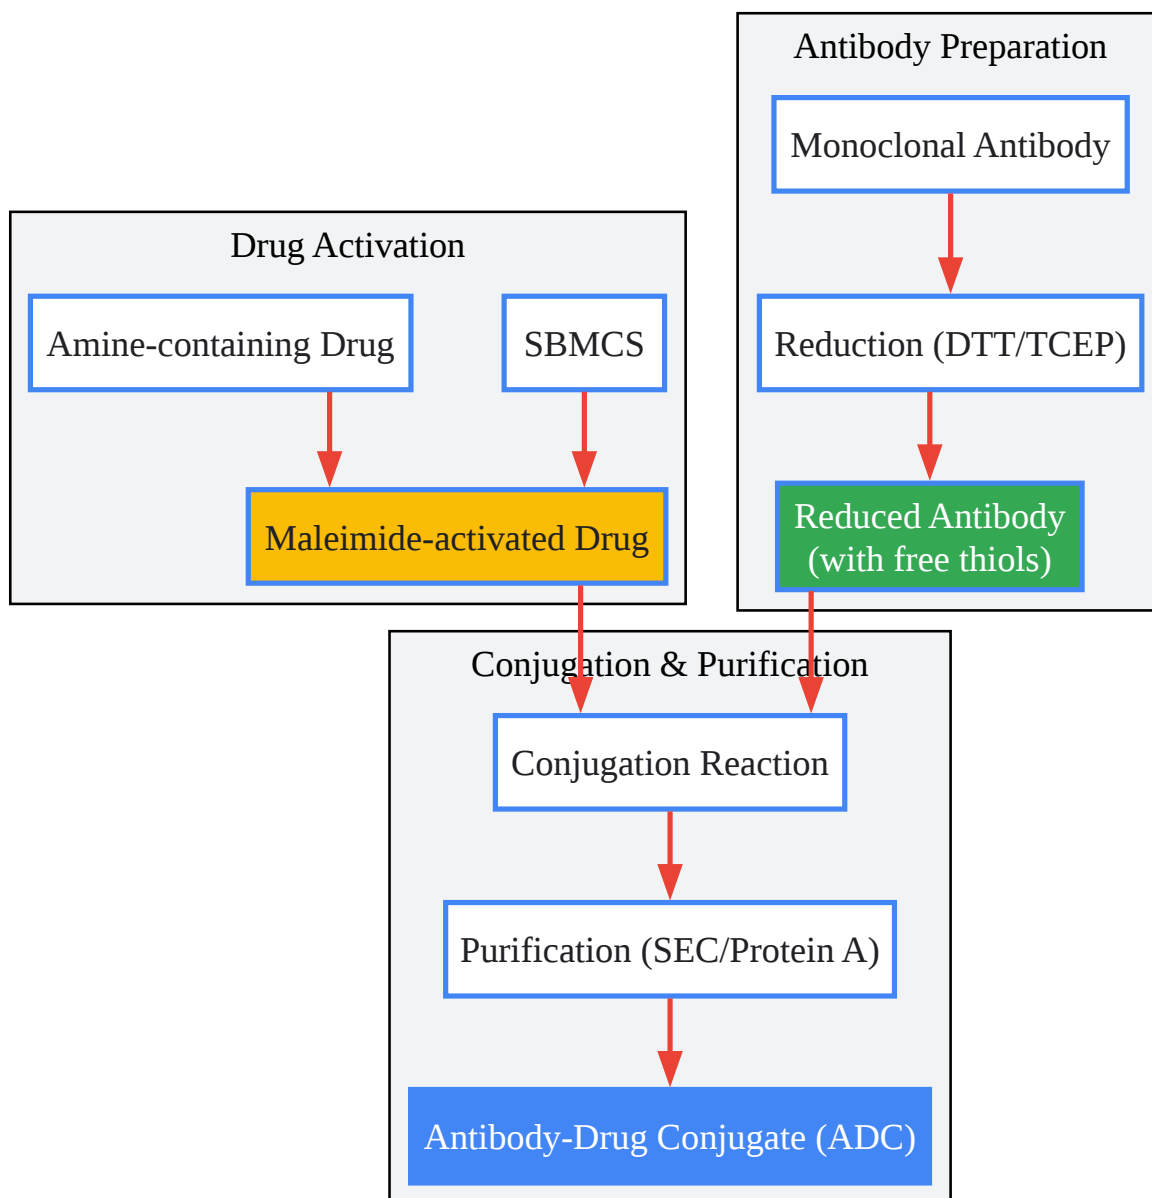 Antibody Preparation
Monoclonal Antibody
Drug Activation
Amine-containing Drug
SBMCS
Reduction (DTT/TCEP)
Maleimide-activated Drug
Reduced Antibody
(with free thiols)
Conjugation & Purification
Conjugation Reaction
Purification (SEC/Protein A)
Antibody-Drug Conjugate (ADC)